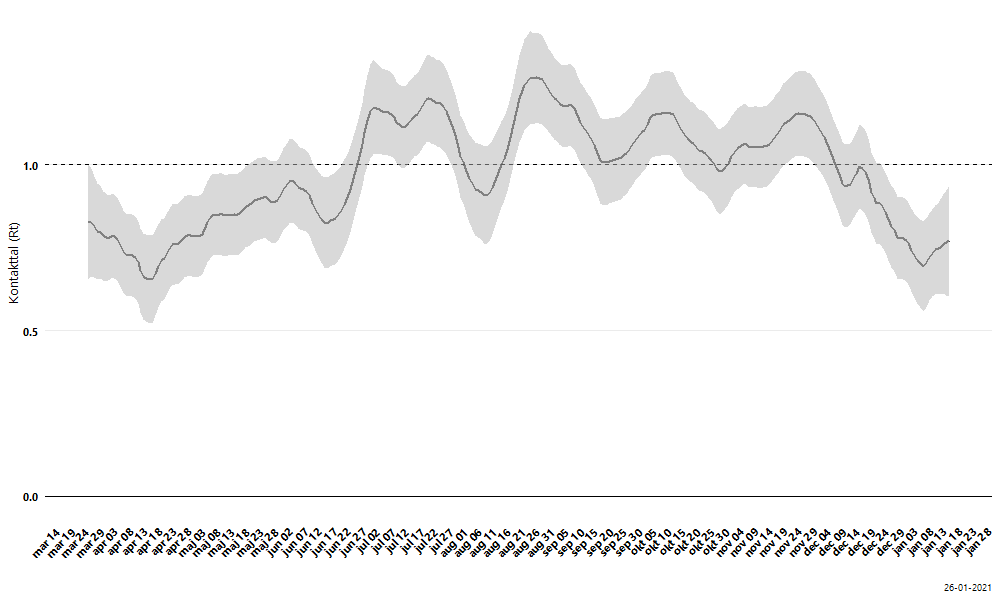 1.0
Kontakttal (Rt)
0.5
0.0
mar 14
mar 19
mar 24
mar 29
apr 03
apr 08
apr 13
apr 18
apr 23
apr 28
maj 03
maj 08
maj 13
maj 18
maj 23
maj 28
jun 02
jun 07
jun 12
jun 17
jun 22
jun 27
jul 02
jul 07
jul 12
jul 17
jul 22
jul 27
aug 01
aug 06
aug 11
aug 16
aug 21
aug 26
aug 31
sep 05
sep 10
sep 15
sep 20
sep 25
sep 30
okt 05
okt 10
okt 15
okt 20
okt 25
okt 30
nov 04
nov 09
nov 14
nov 19
nov 24
nov 29
dec 04
dec 09
dec 14
dec 19
dec 24
dec 29
jan 03
jan 08
jan 13
jan 18
jan 23
jan 28
26-01-2021